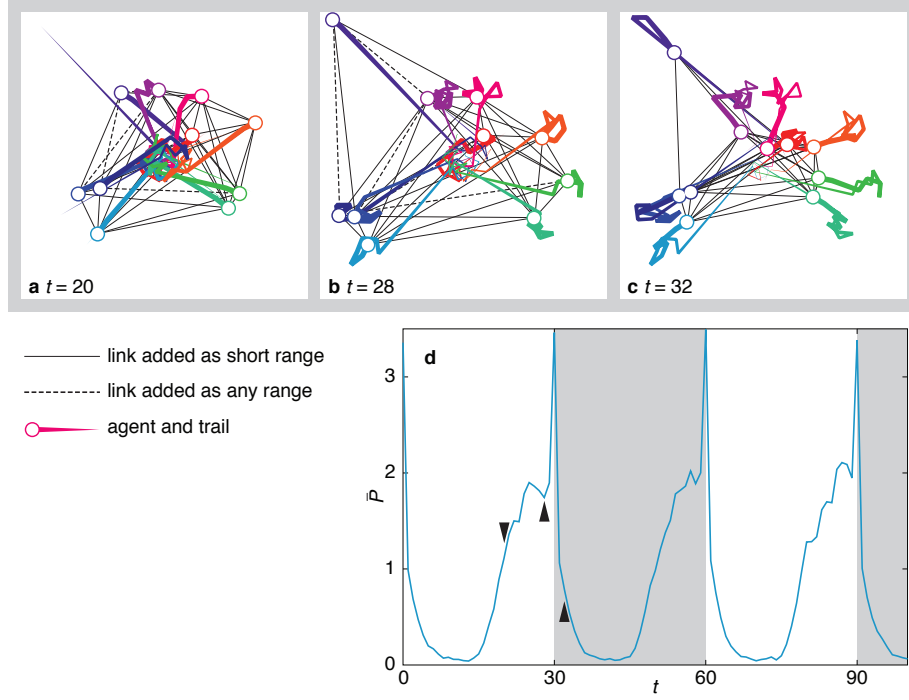 a t = 20
b t = 28
c t = 32
link added as short range
link added as any range
agent and trail
d
3
2
1
0
P̄
0
30
60
90
t